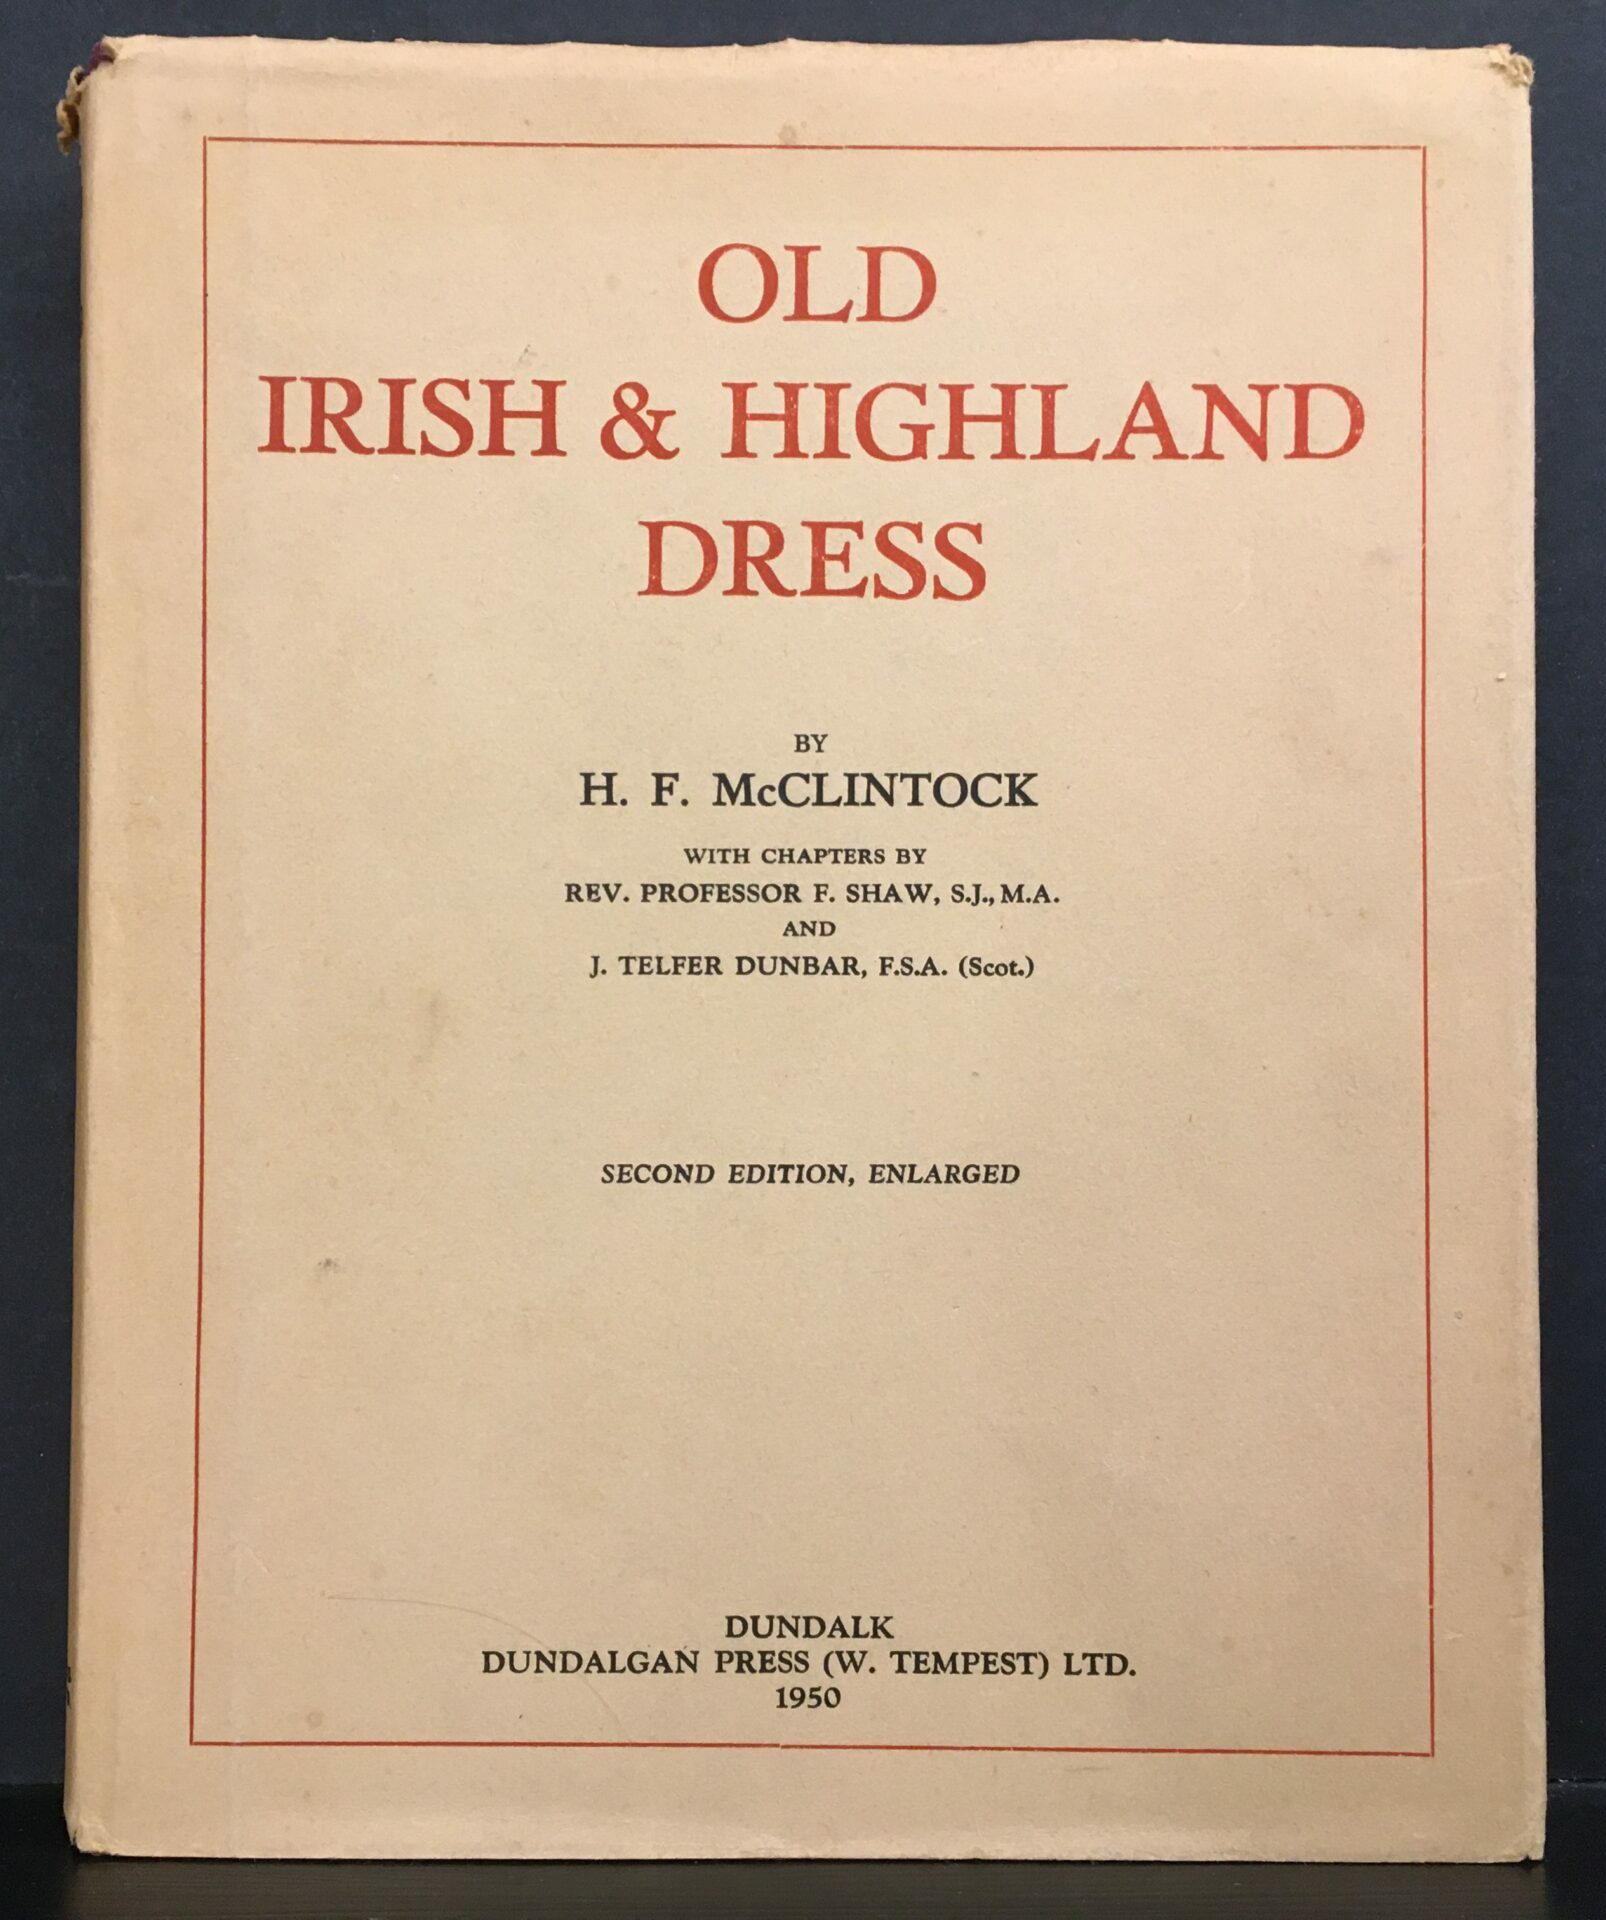 OLD
IRISH & HIGHLAND
DRESS
BY
H. F. McCLINTOCK
WITH CHAPTERS BY
REV. PROFESSOR F. SHAW, S.J., M.A.
AND
J. TELFER DUNBAR, F.S.A. (Scot.)
SECOND EDITION, ENLARGED
DUNDALK
DUNDALGAN PRESS (W. TEMPEST) LTD.
1950